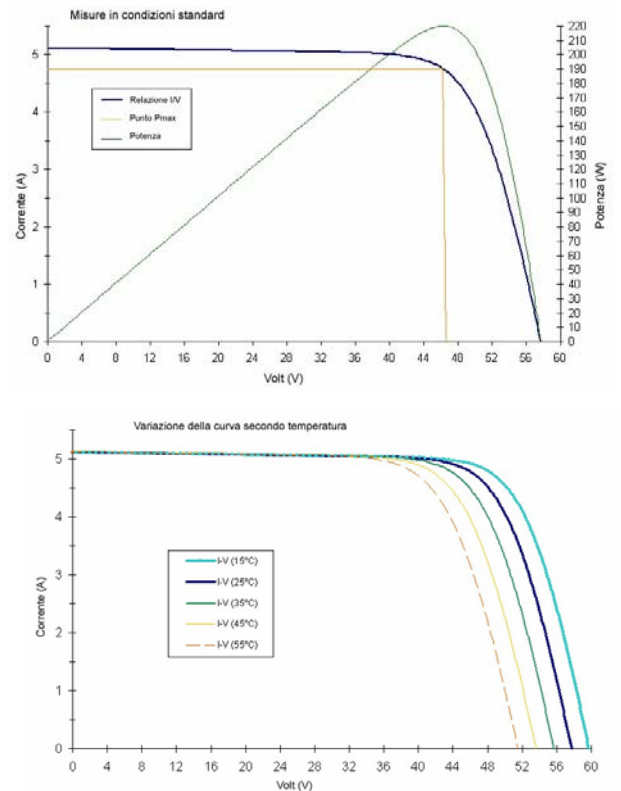 Misure in condizioni standard
Corrente (A)
5
4
3
2
1
0
Relazione I/V
Punto Pmax
Potenza
220
210
200
190
180
170
160
150
140
130
120
110
100
90
80
70
60
50
40
30
20
10
0
Potenza (W)
0 4 8 12 16 20 24 28 32 36 40 44 48 52 56 60
Volt (V)
Variazione della curva secondo temperatura
Corrente (A)
5
4
3
2
1
0
I-V (15°C)
I-V (25°C)
I-V (35°C)
I-V (45°C)
I-V (55°C)
0 4 8 12 16 20 24 28 32 36 40 44 48 52 56 60
Volt (V)